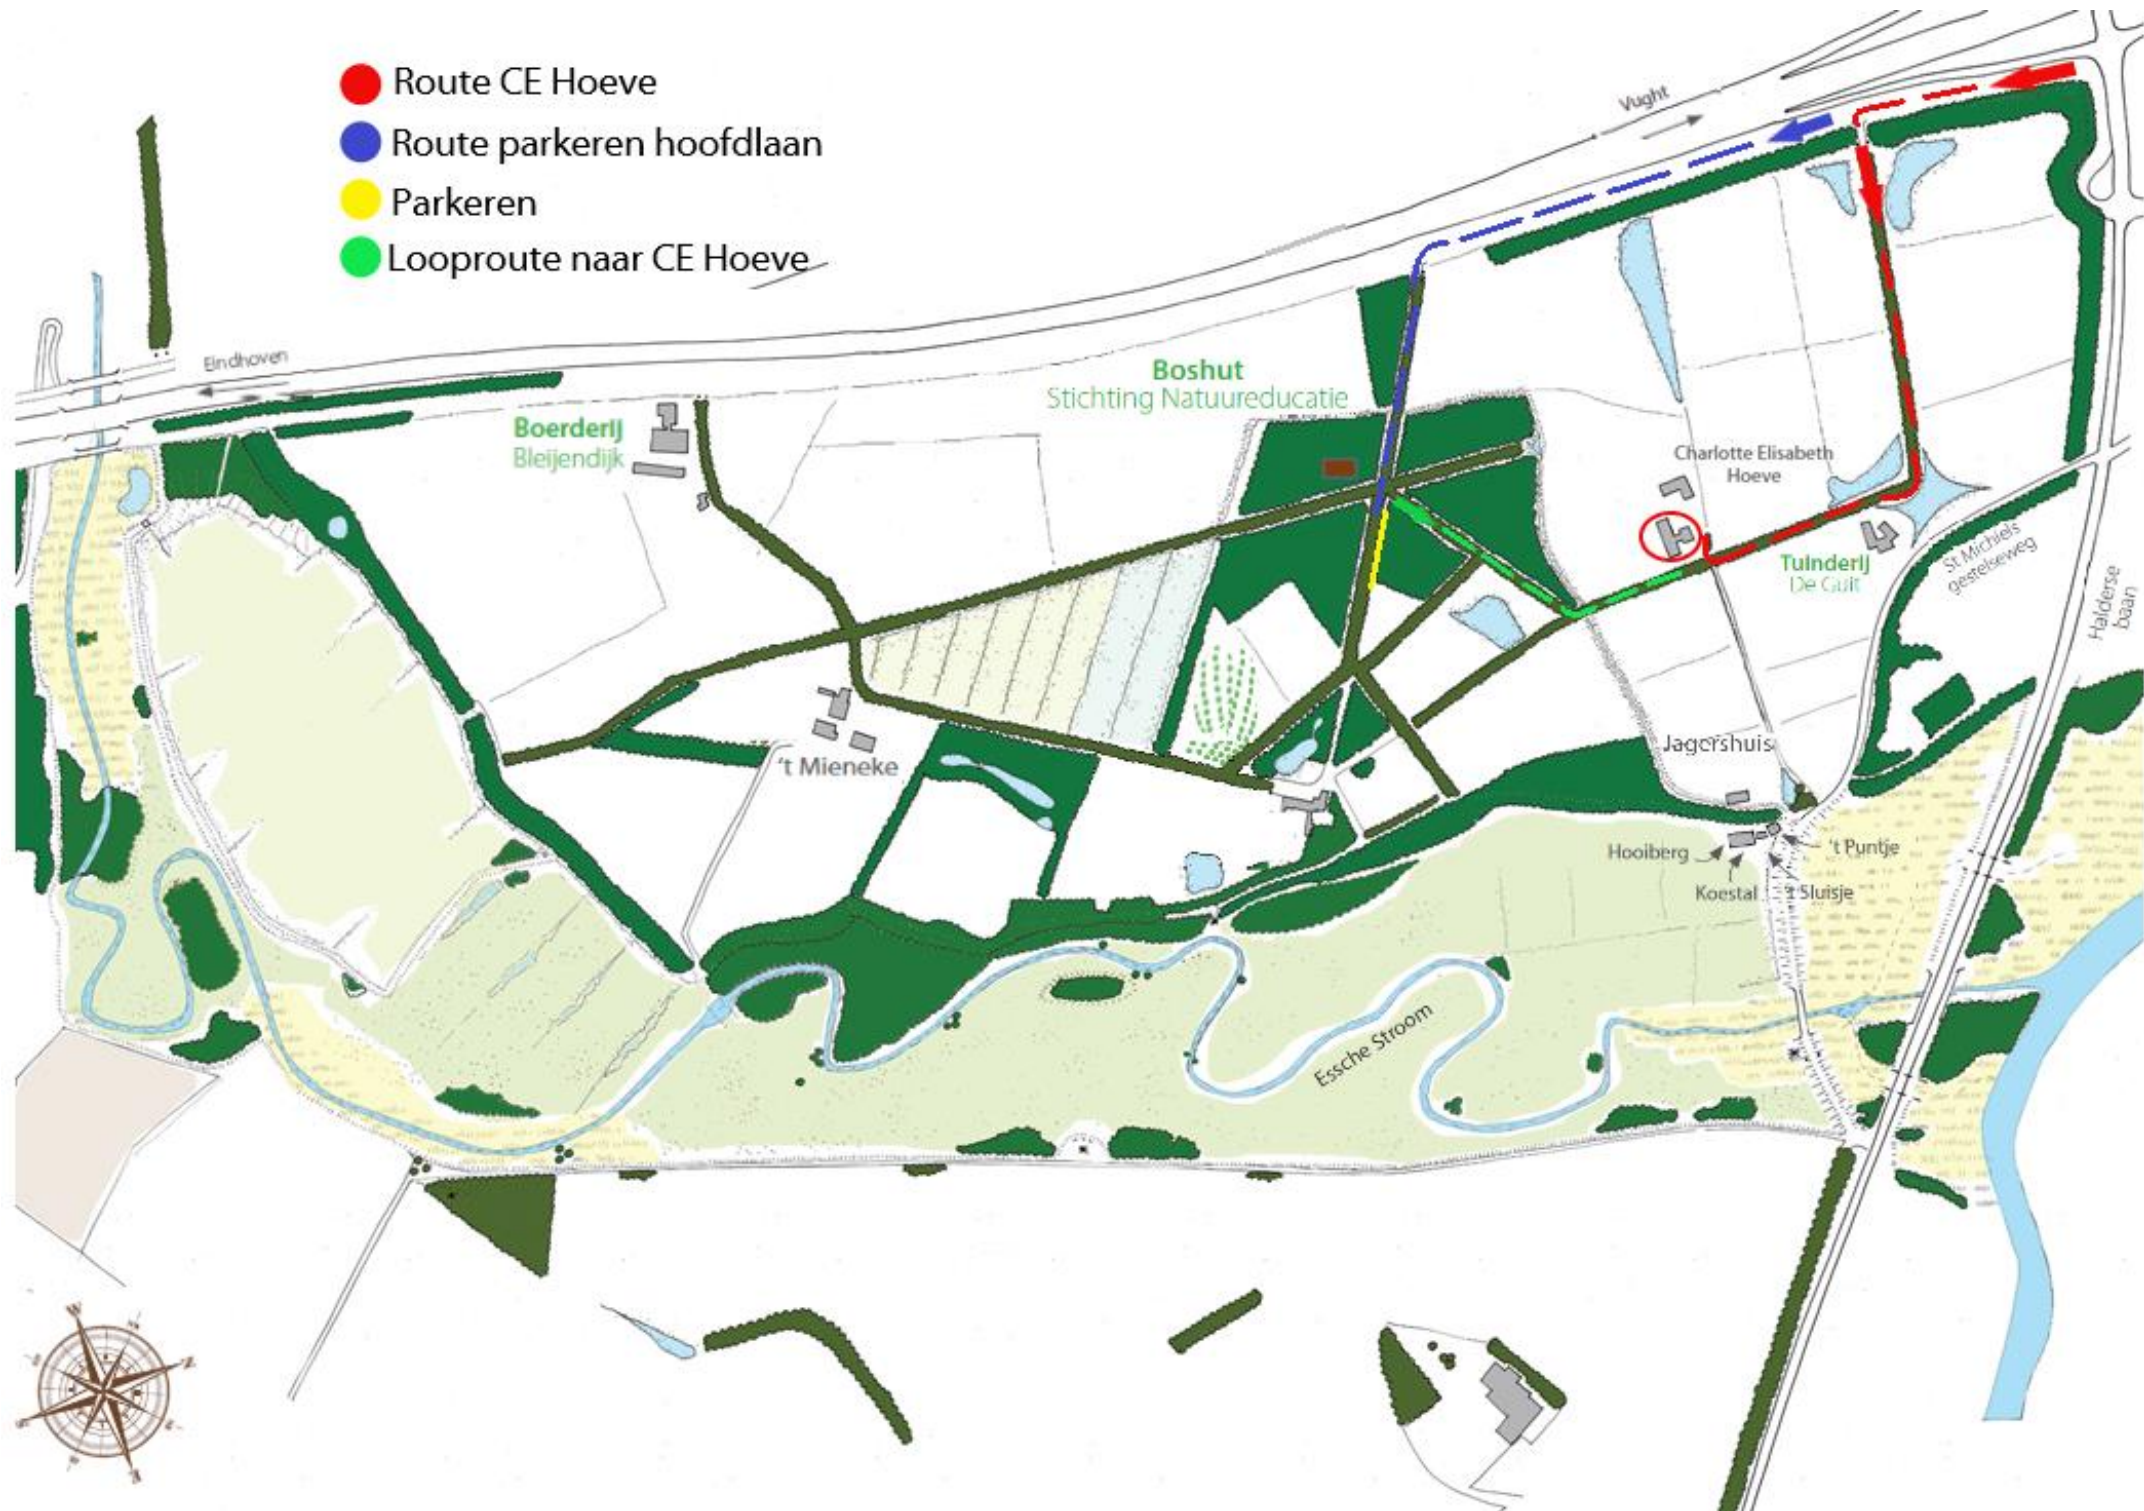 Route CE Hoeve
Route parkeren hoofdlaan
Parkeren
Looproute naar CE Hoeve
Vught
Eindhoven
Boshut
Stichting Natuureducatie
Boerderij
Bleijendijk
Charlotte Elisabeth
Hoeve
Tuinderij
De Guit
St Michiels
gestelseweg
Halderse
baan
't Mieneke
Jagershuis
Hooiberg
't Puntje
Koestal
't Sluisje
Essche Stroom
W
N
E